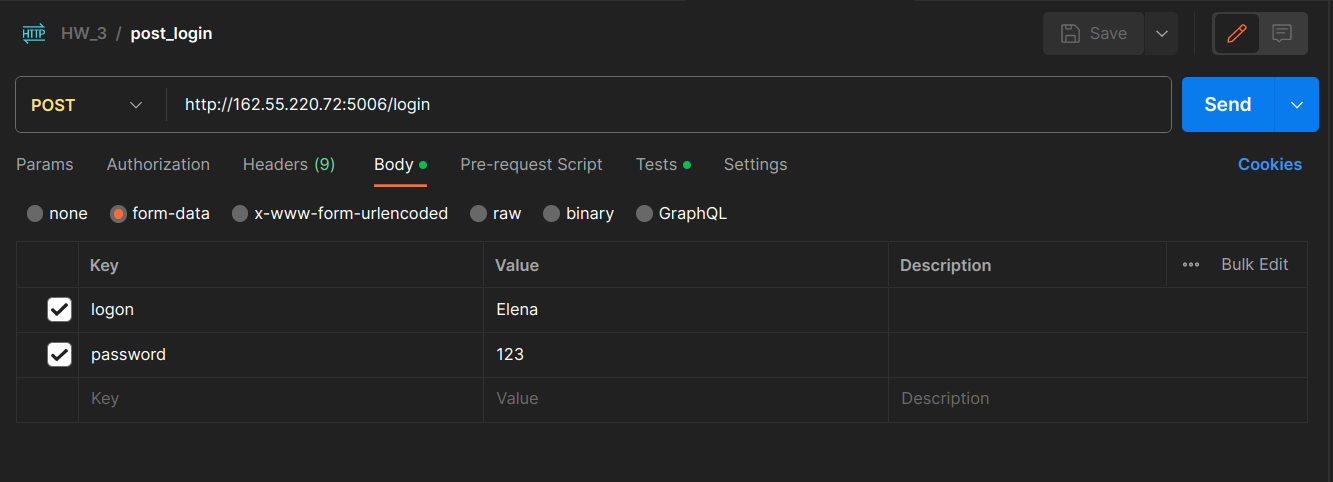 HTTP HW_3 / post_login Save
POST http://162.55.220.72:5006/login Send
Params Authorization Headers (9) Body Pre-request Script Tests Settings Cookies
none form-data x-www-form-urlencoded raw binary GraphQL
Key Value Description Bulk Edit
logon Elena
password 123
Key Value Description